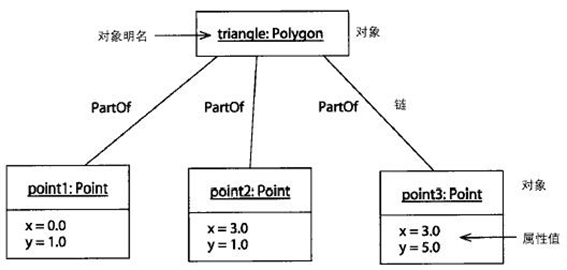 对象明名
triangle: Polygon
对象
PartOf
PartOf
PartOf
链
point1: Point
x = 0.0
y = 1.0
point2: Point
x = 3.0
y = 1.0
point3: Point
x = 3.0
y = 5.0
对象
属性值